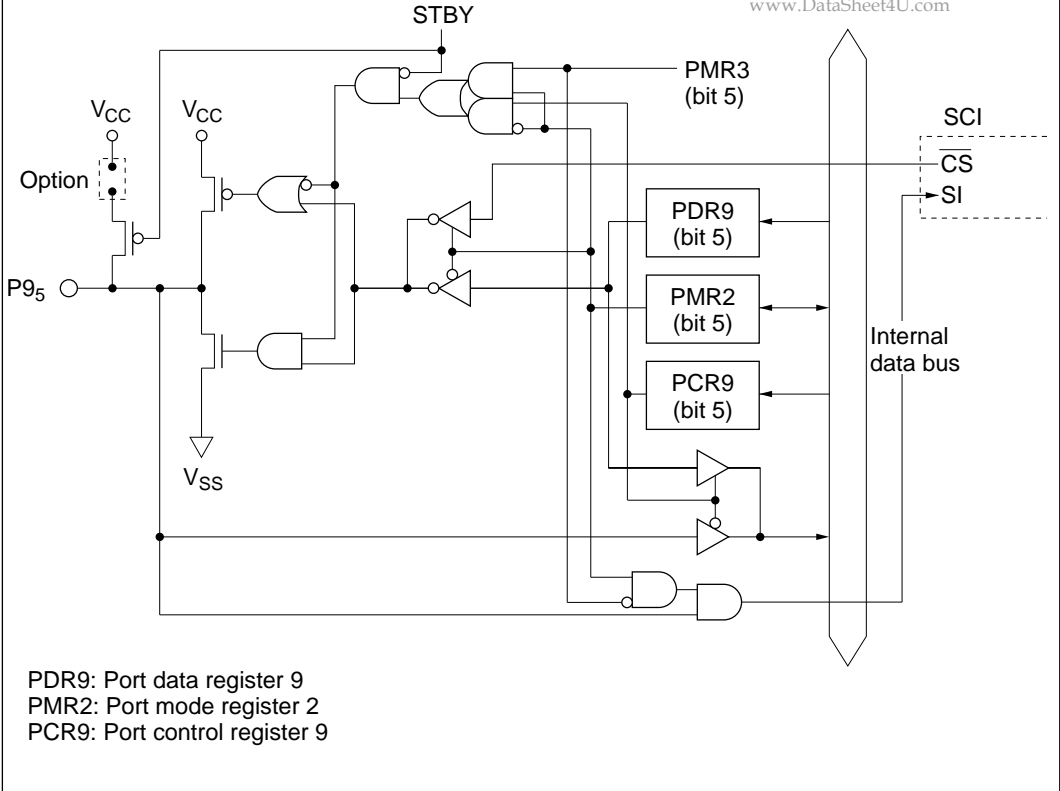 www.DataSheet4U.com
STBY
PMR3
(bit 5)
VCC
VCC
SCI
Option
CS
SI
PDR9
(bit 5)
P95
PMR2
(bit 5)
Internal
data bus
PCR9
(bit 5)
VSS
PDR9: Port data register 9
PMR2: Port mode register 2
PCR9: Port control register 9